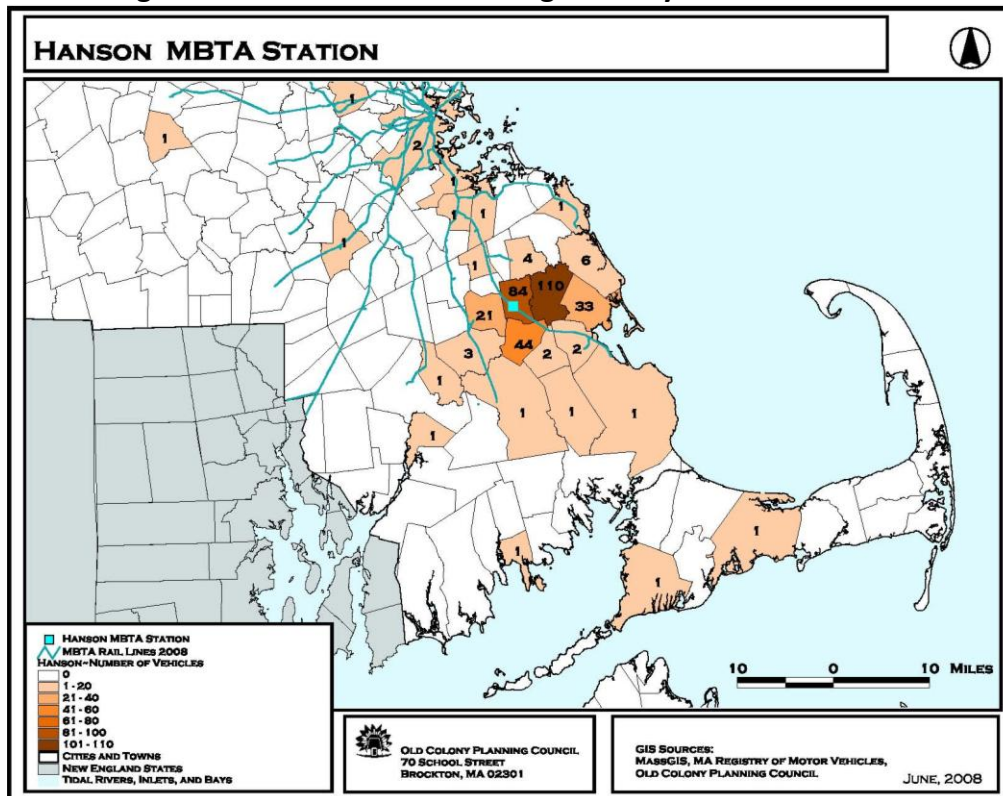 HANSON MBTA STATION
1
1
2
1
1
1
1
1
1
4
6
84
110
21
33
44
3
2
2
1
1
1
1
1
1
1
1
HANSON MBTA STATION
MBTA RAIL LINES 2008
HANSON~NUMBER OF VEHICLES
0
1 - 20
21 - 40
41 - 60
61 - 80
81 - 100
101 - 110
CITIES AND TOWNS
NEW ENGLAND STATES
TIDAL RIVERS, INLETS, AND BAYS
10 0 10 MILES
OLD COLONY PLANNING COUNCIL
70 SCHOOL STREET
BROCKTON, MA 02301
GIS SOURCES:
MASSGIS, MA REGISTRY OF MOTOR VEHICLES,
OLD COLONY PLANNING COUNCIL
JUNE, 2008